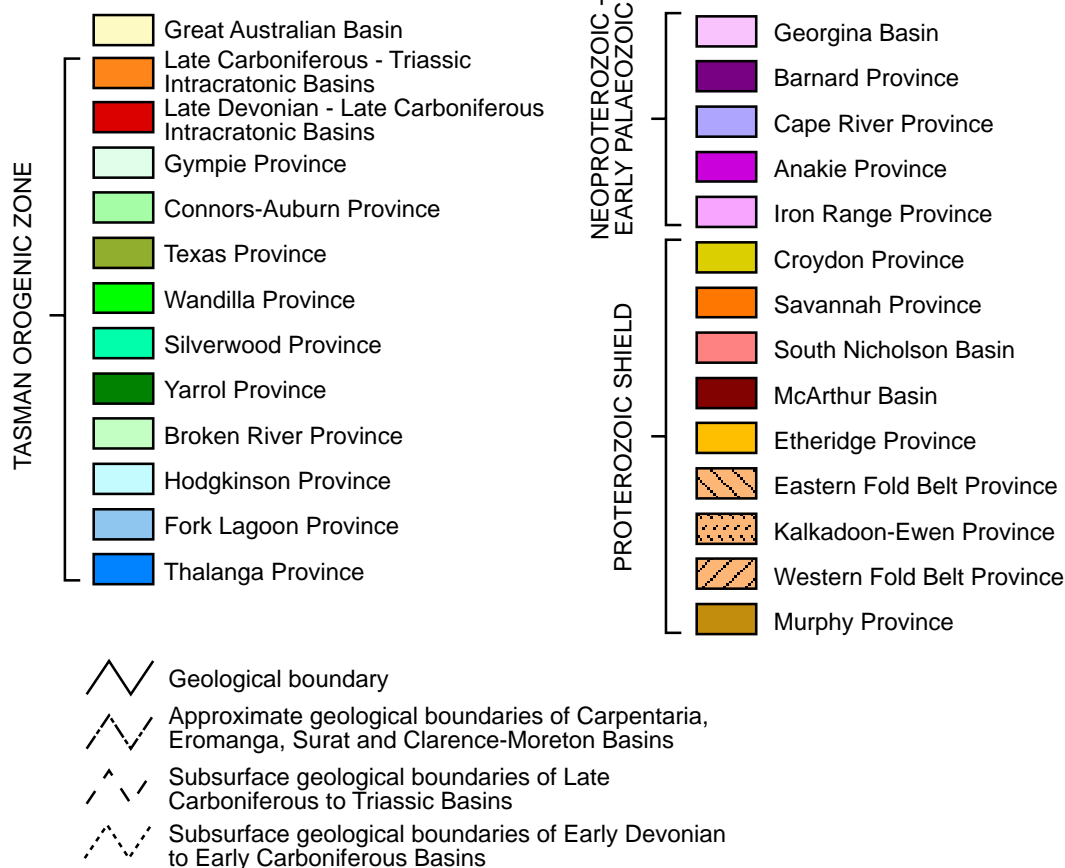 Great Australian Basin
TASMAN OROGENIC ZONE
Late Carboniferous - Triassic
Intracratonic Basins
Late Devonian - Late Carboniferous
Intracratonic Basins
Gympie Province
Connors-Auburn Province
Texas Province
Wandilla Province
Silverwood Province
Yarrol Province
Broken River Province
Hodgkinson Province
Fork Lagoon Province
Thalanga Province
NEOPROTEROZOIC -
EARLY PALAEOZOIC
Georgina Basin
Barnard Province
Cape River Province
Anakie Province
Iron Range Province
PROTEROZOIC SHIELD
Croydon Province
Savannah Province
South Nicholson Basin
McArthur Basin
Etheridge Province
Eastern Fold Belt Province
Kalkadoon-Ewen Province
Western Fold Belt Province
Murphy Province
Geological boundary
Approximate geological boundaries of Carpentaria,
Eromanga, Surat and Clarence-Moreton Basins
Subsurface geological boundaries of Late
Carboniferous to Triassic Basins
Subsurface geological boundaries of Early Devonian
to Early Carboniferous Basins